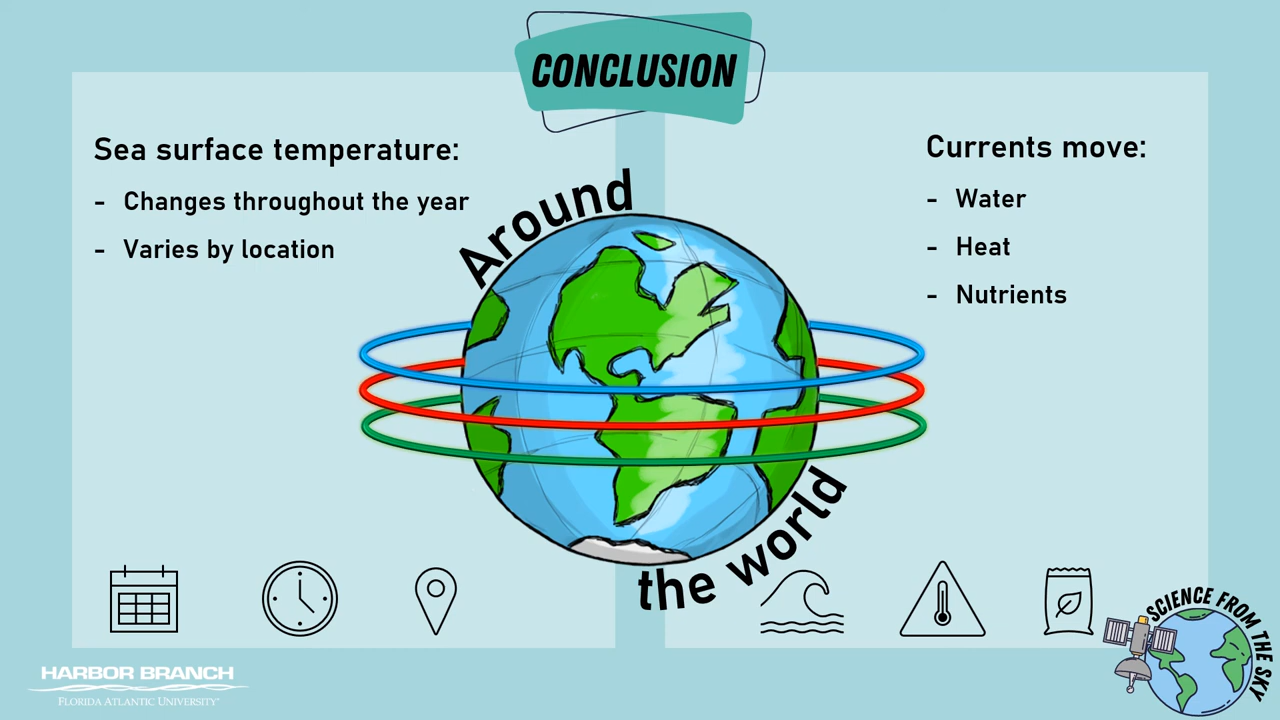 CONCLUSION
Sea surface temperature:
- Changes throughout the year
- Varies by location
Currents move:
- Water
- Heat
- Nutrients
Around
the world
HARBOR BRANCH
FLORIDA ATLANTIC UNIVERSITY
SCIENCE FROM THE SKY